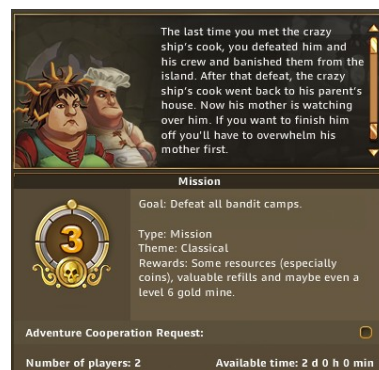 The last time you met the crazy
ship's cook, you defeated him and
his crew and banished them from the
island. After that defeat, the crazy
ship's cook went back to his parent's
house. Now his mother is watching
over him. If you want to finish him
off you'll have to overwhelm his
mother first.
Mission
3
Goal: Defeat all bandit camps.
Type: Mission
Theme: Classical
Rewards: Some resources (especially
coins), valuable refills and maybe even a
level 6 gold mine.
Adventure Cooperation Request:
Number of players: 2 Available time: 2 d 0 h 0 min